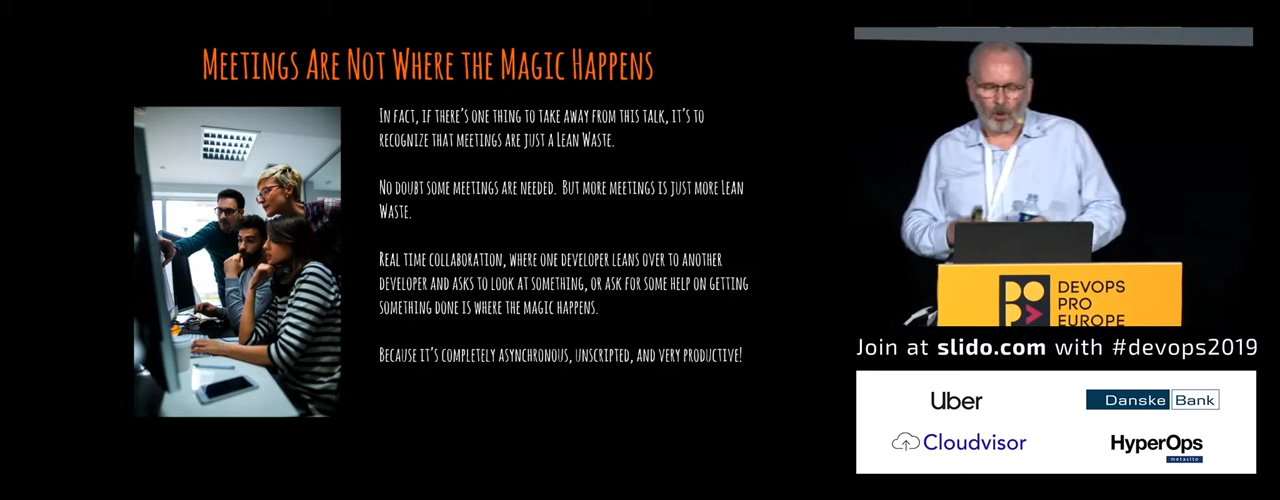 Meetings Are Not Where the Magic Happens
In fact, if there's one thing to take away from this talk, it's to
recognize that meetings are just a Lean Waste.
No doubt some meetings are needed. But more meetings is just more Lean
Waste.
Real time collaboration, where one developer leans over to another
developer and asks to look at something, or ask for some help on getting
something done is where the magic happens.
Because it's completely asynchronous, unscripted, and very productive!
DEVOPS
PRO
EUROPE
Join at slido.com with #devops2019
Uber
Danske Bank
Cloudvisor
HyperOps
metasite